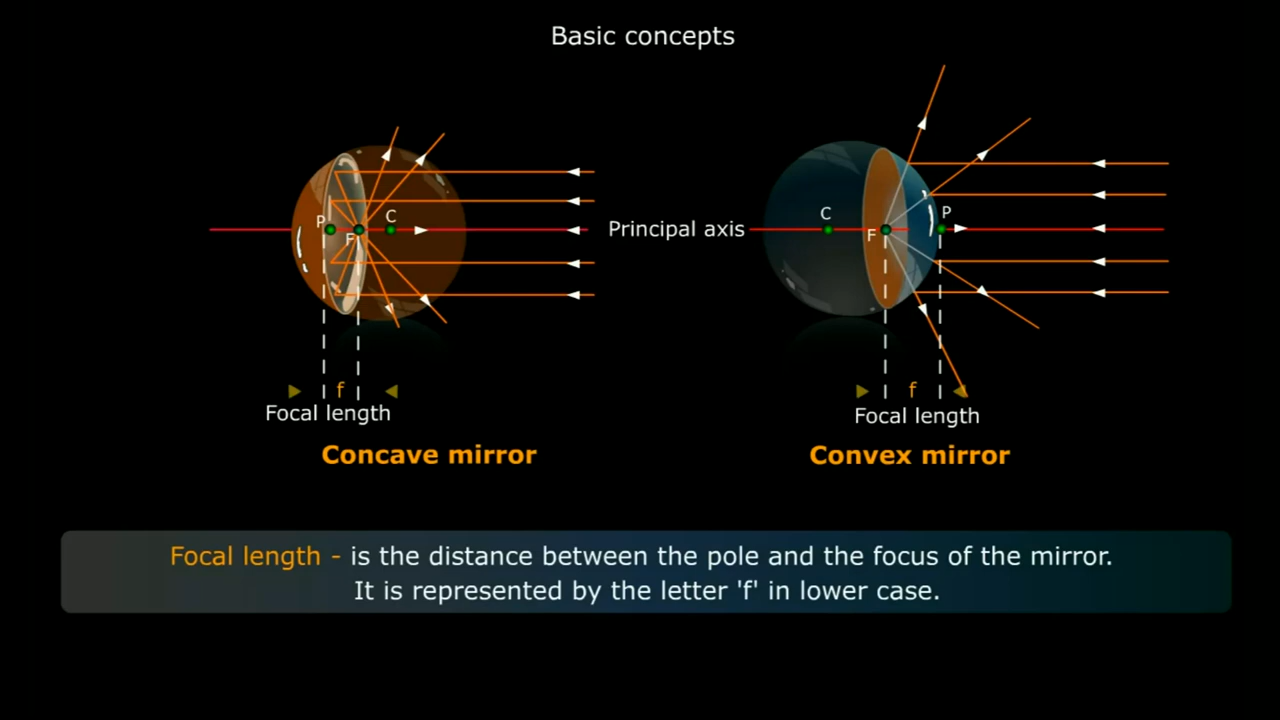 Basic concepts
P
F
C
Principal axis
C
F
P
f
Focal length
f
Focal length
Concave mirror
Convex mirror
Focal length - is the distance between the pole and the focus of the mirror.
It is represented by the letter 'f' in lower case.